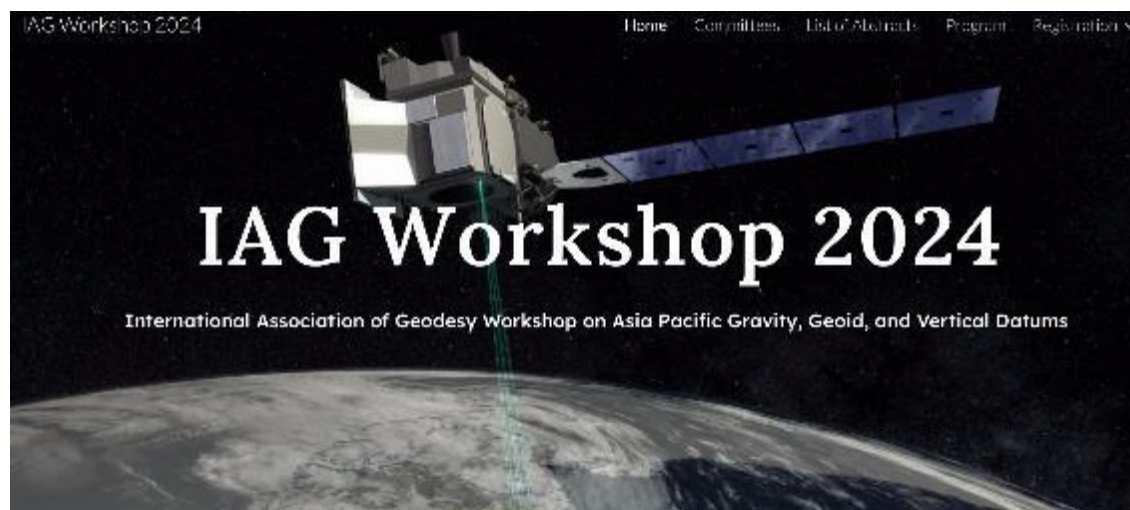 IAG Workshop 2024
Home Committees List of Abstracts Program Registration
IAG Workshop 2024
International Association of Geodesy Workshop on Asia Pacific Gravity, Geoid, and Vertical Datums